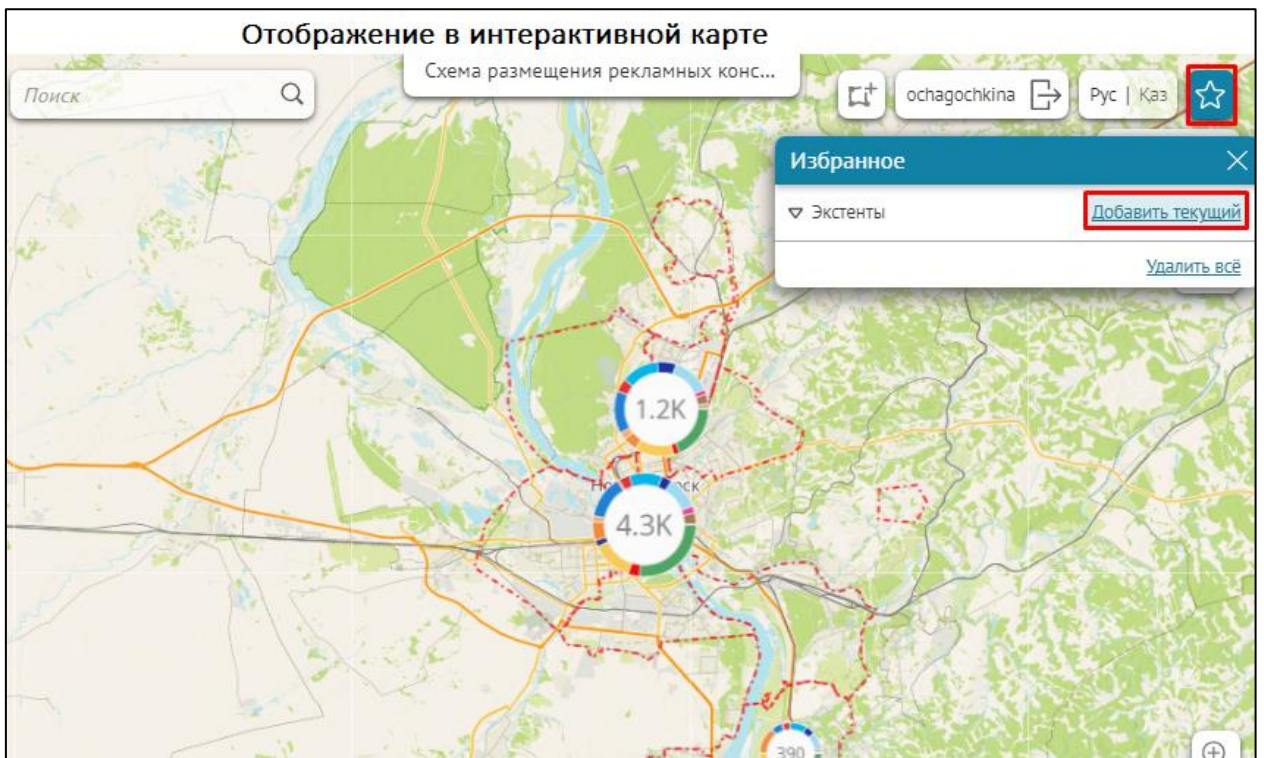 Отображение в интерактивной карте
Схема размещения рекламных конс...
Поиск
ochagochkina
Рус | Қаз
Избранное
Экстенты
Добавить текущий
Удалить всё
1.2K
4.3K
390